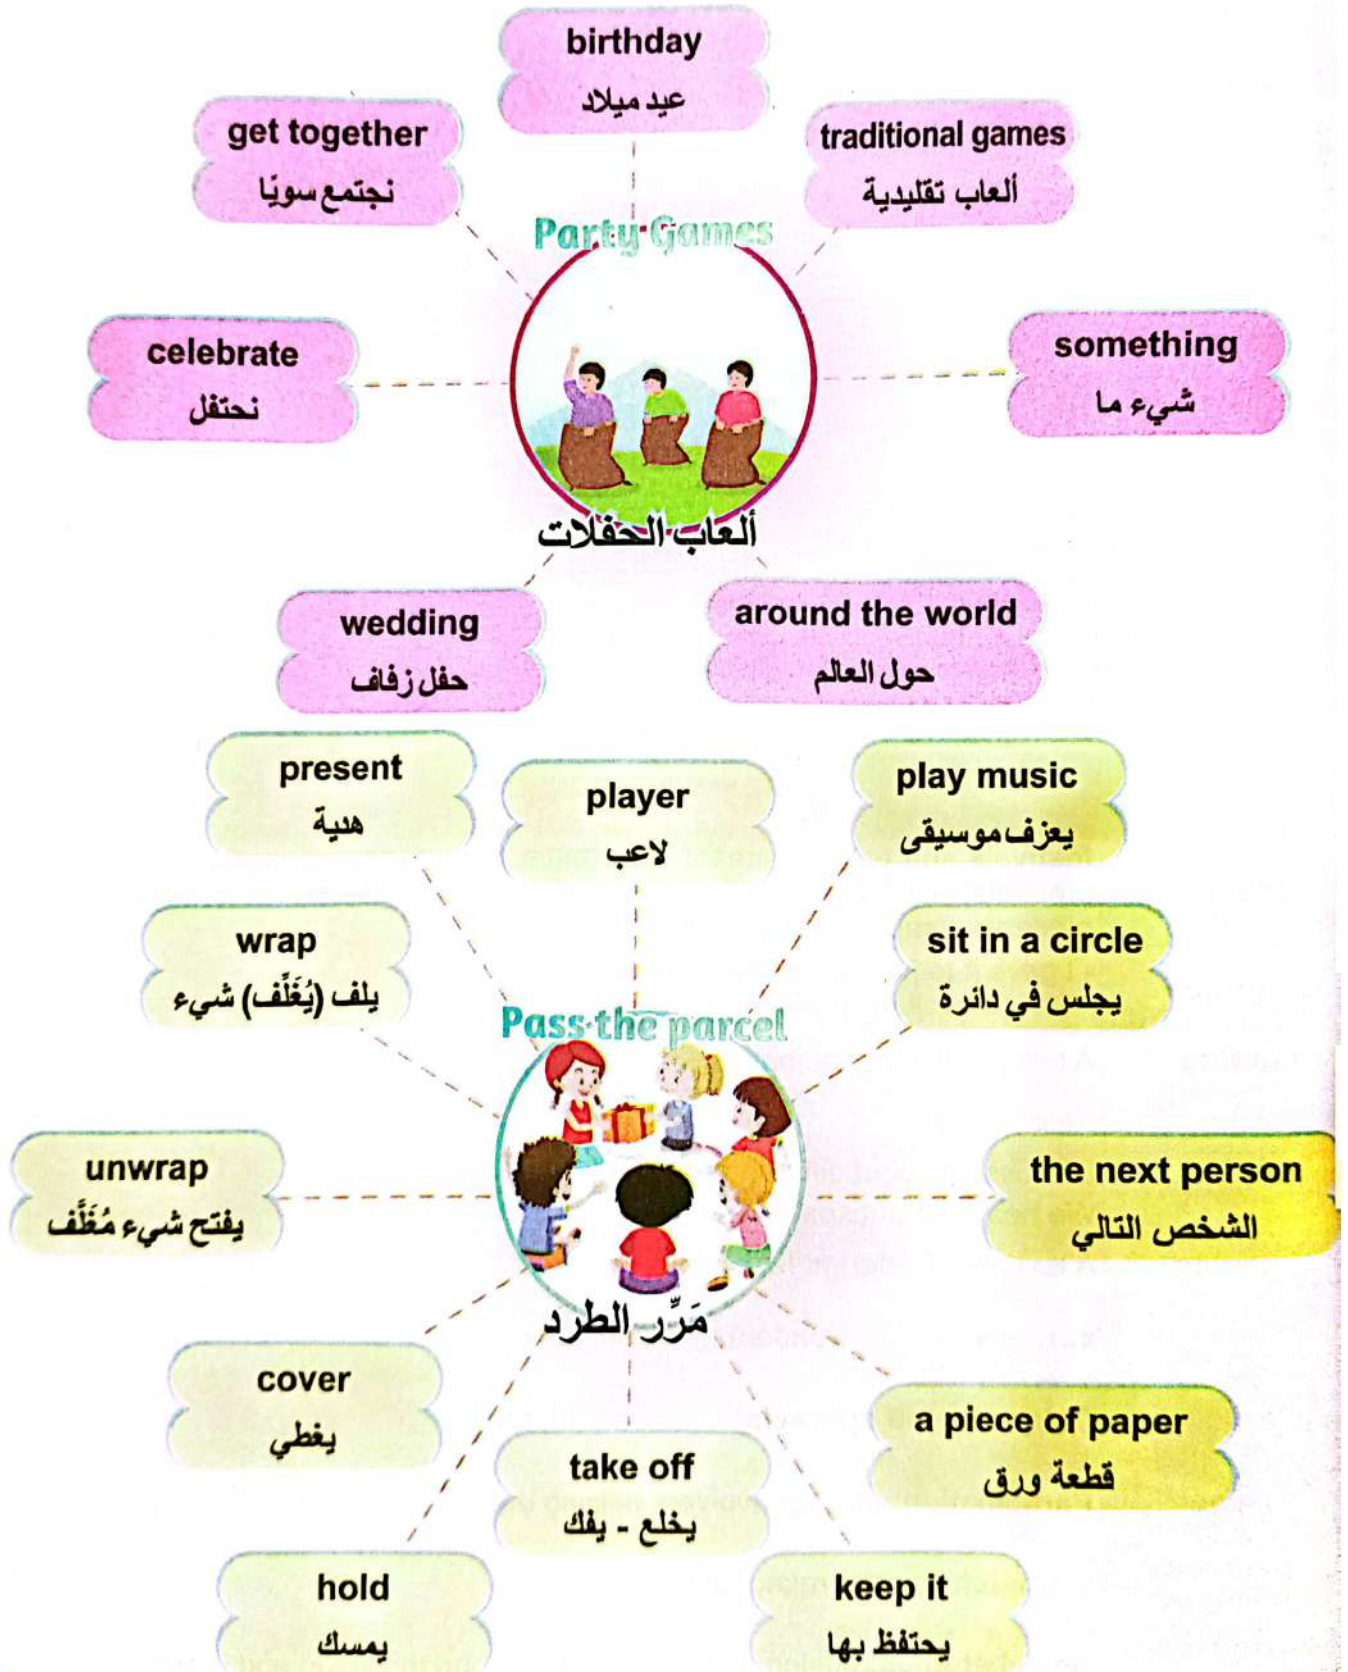 birthday
عيد ميلاد
get together
نجتمع سويًا
traditional games
ألعاب تقليدية
Party Games
celebrate
نحتفل
something
شيء ما
ألعاب الحفلات
wedding
حفل زفاف
around the world
حول العالم
present
هدية
player
لاعب
play music
يعزف موسيقى
wrap
يلف (يُغَلِّف) شيء
sit in a circle
يجلس في دائرة
Pass the parcel
unwrap
يفتح شيء مُغَلَّف
the next person
الشخص التالي
مَرِّر الطرد
cover
يغطي
take off
يخلع - يفك
a piece of paper
قطعة ورق
hold
يمسك
keep it
يحتفظ بها